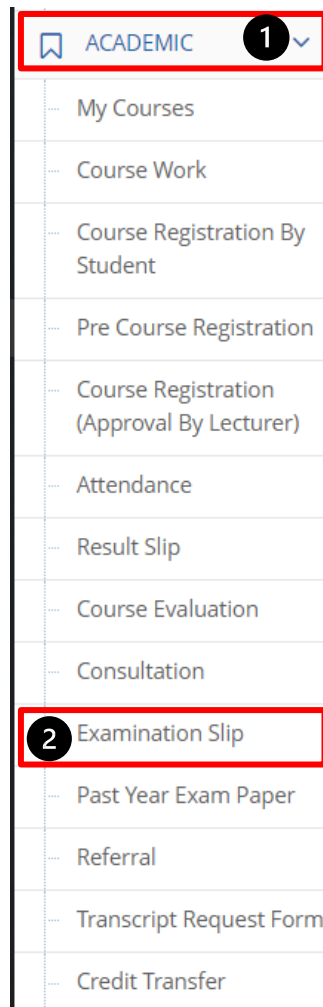 ACADEMIC 1
My Courses
Course Work
Course Registration By
Student
Pre Course Registration
Course Registration
(Approval By Lecturer)
Attendance
Result Slip
Course Evaluation
Consultation
2 Examination Slip
Past Year Exam Paper
Referral
Transcript Request Form
Credit Transfer